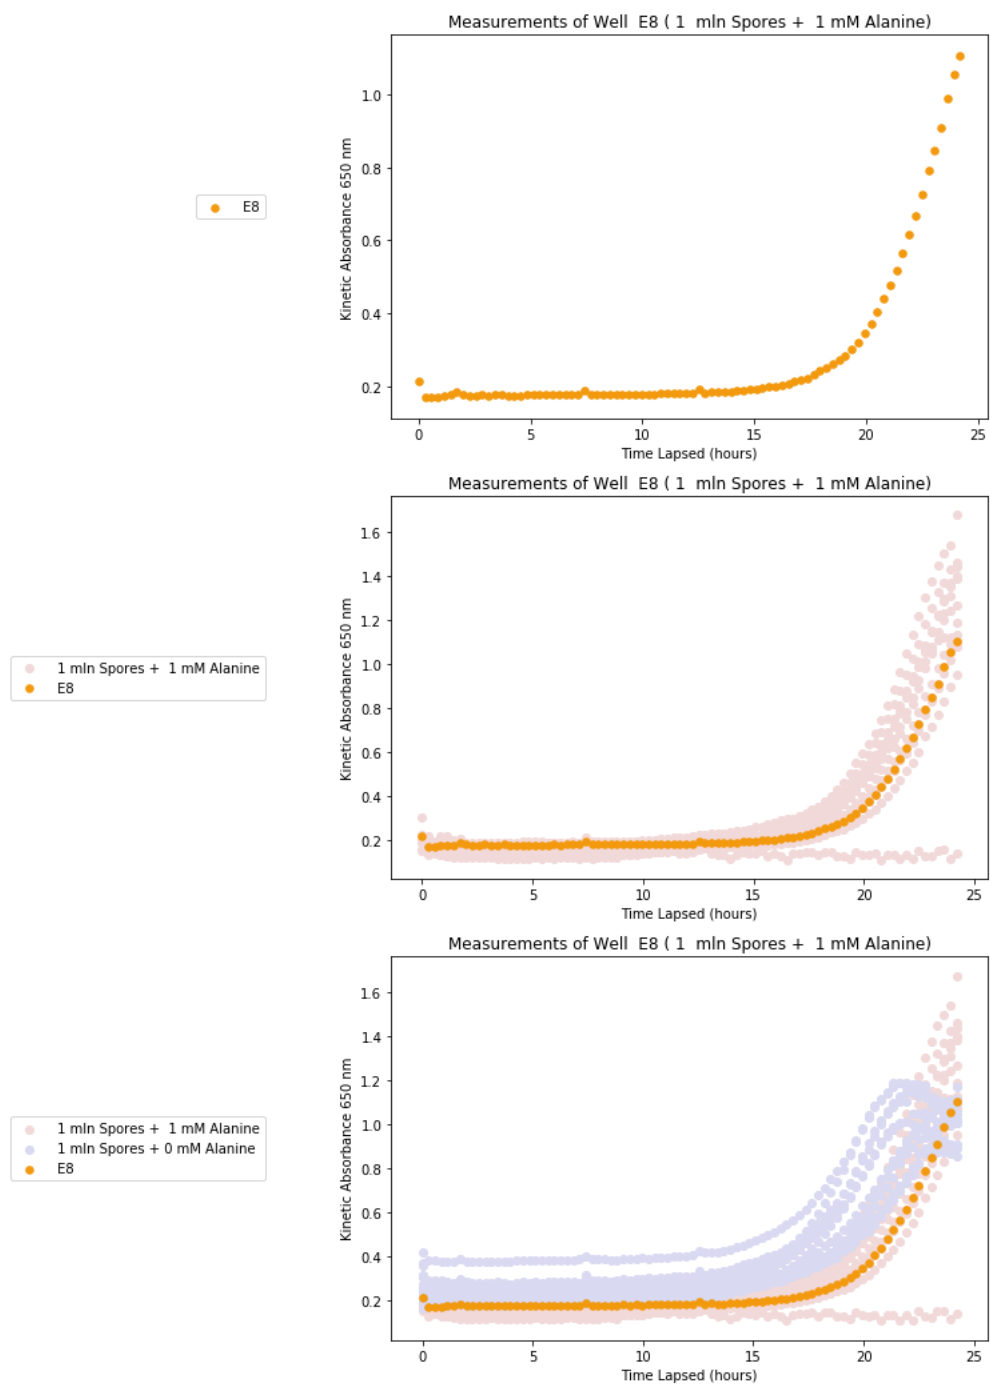 Measurements of Well  E8 ( 1  mln Spores +  1 mM Alanine)
Kinetic Absorbance 650 nm
1.0
0.8
0.6
0.4
0.2
E8
0 5 10 15 20 25
Time Lapsed (hours)
Measurements of Well  E8 ( 1  mln Spores +  1 mM Alanine)
Kinetic Absorbance 650 nm
1.6
1.4
1.2
1.0
0.8
0.6
0.4
0.2
1 mln Spores +  1 mM Alanine
E8
0 5 10 15 20 25
Time Lapsed (hours)
Measurements of Well  E8 ( 1  mln Spores +  1 mM Alanine)
Kinetic Absorbance 650 nm
1.6
1.4
1.2
1.0
0.8
0.6
0.4
0.2
1 mln Spores +  1 mM Alanine
1 mln Spores + 0 mM Alanine
E8
0 5 10 15 20 25
Time Lapsed (hours)